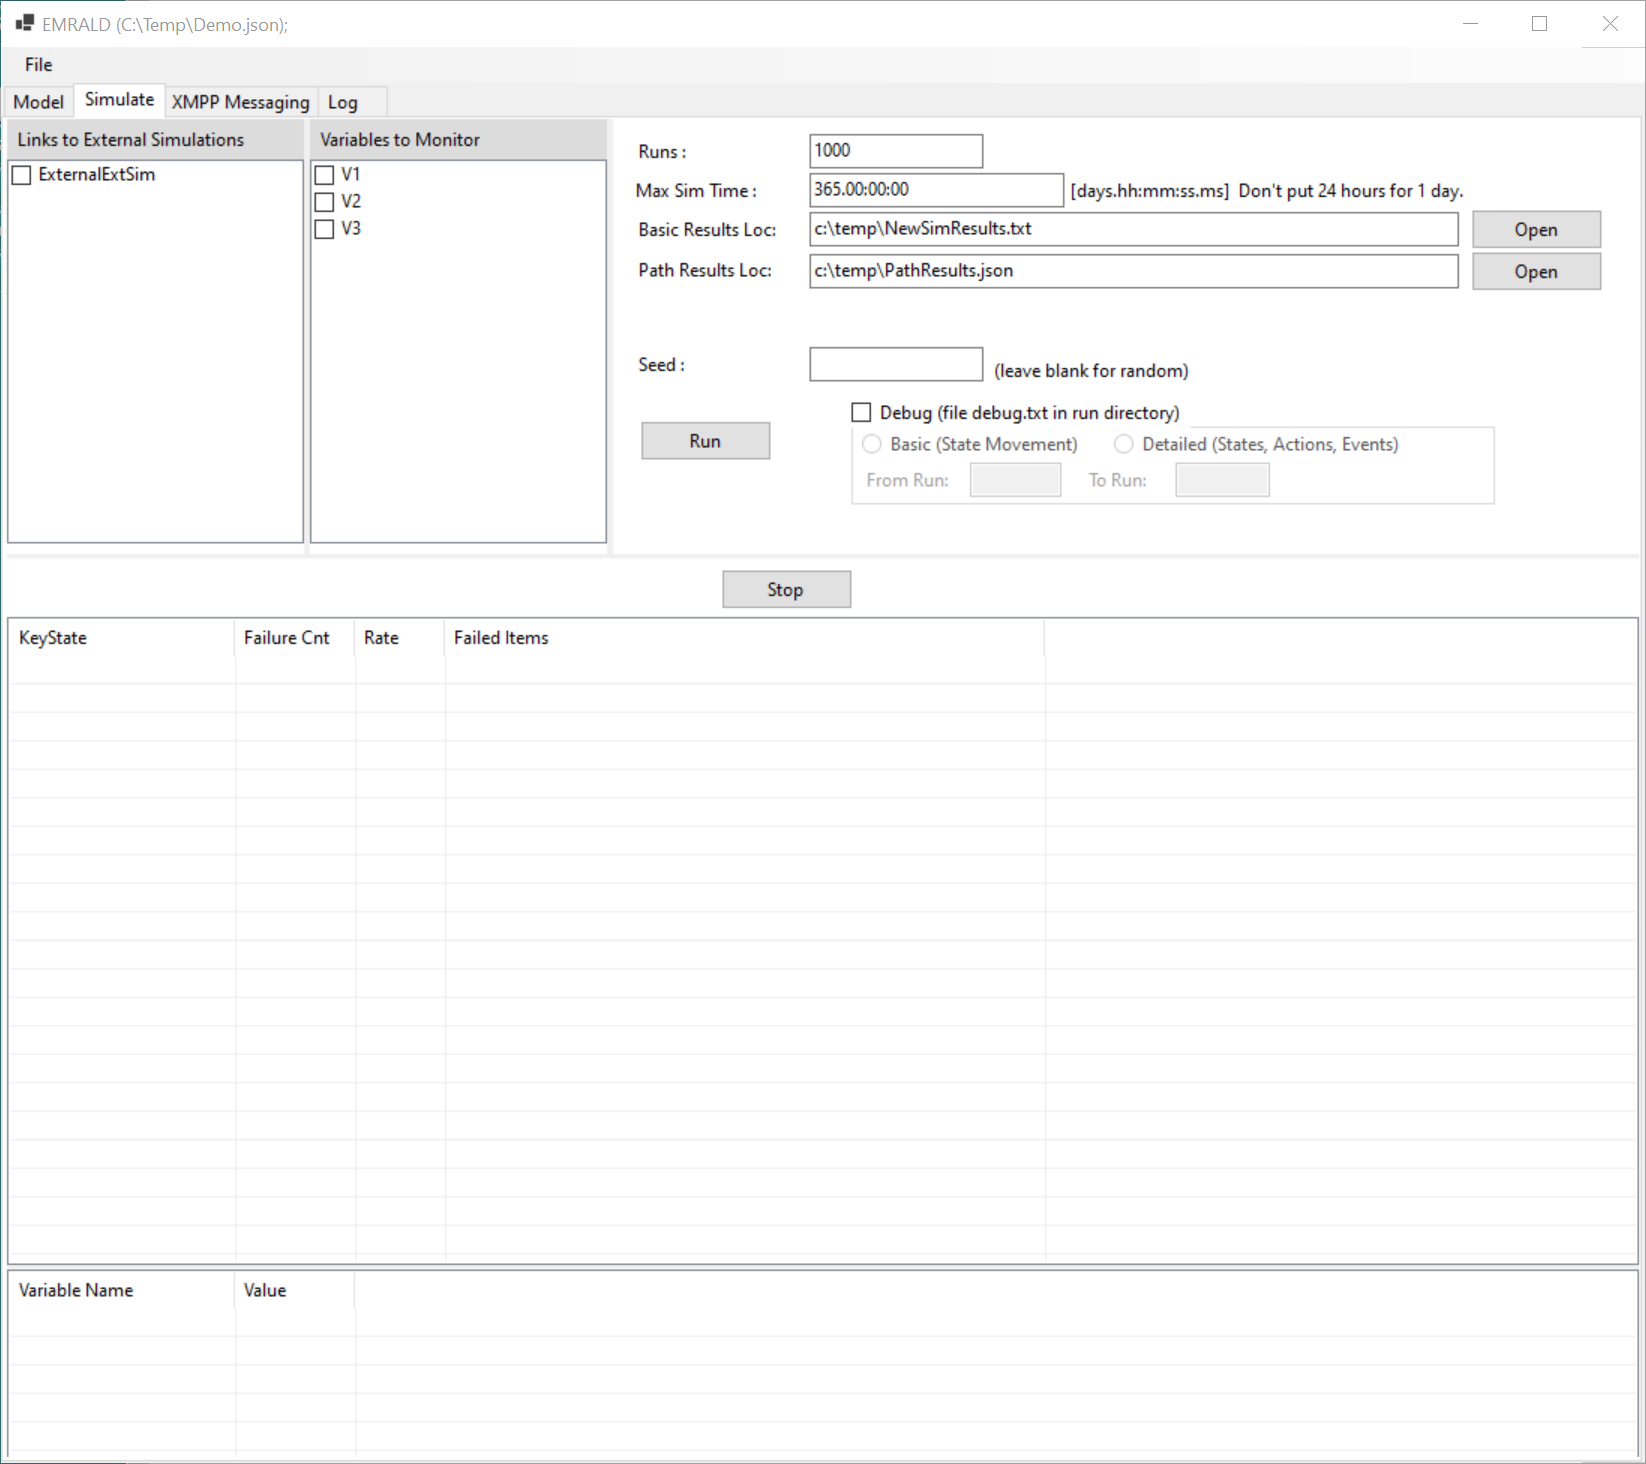 EMRALD (C:\Temp\Demo.json);
File
Model Simulate XMPP Messaging Log
Links to External Simulations
ExternalExtSim
Variables to Monitor
V1
V2
V3
Runs : 1000
Max Sim Time : 365.00:00:00 [days.hh:mm:ss.ms] Don't put 24 hours for 1 day.
Basic Results Loc: c:\temp\NewSimResults.txt Open
Path Results Loc: c:\temp\PathResults.json Open
Seed : (leave blank for random)
Debug (file debug.txt in run directory)
Run
Basic (State Movement) Detailed (States, Actions, Events)
From Run: To Run:
Stop
KeyState Failure Cnt Rate Failed Items
Variable Name Value